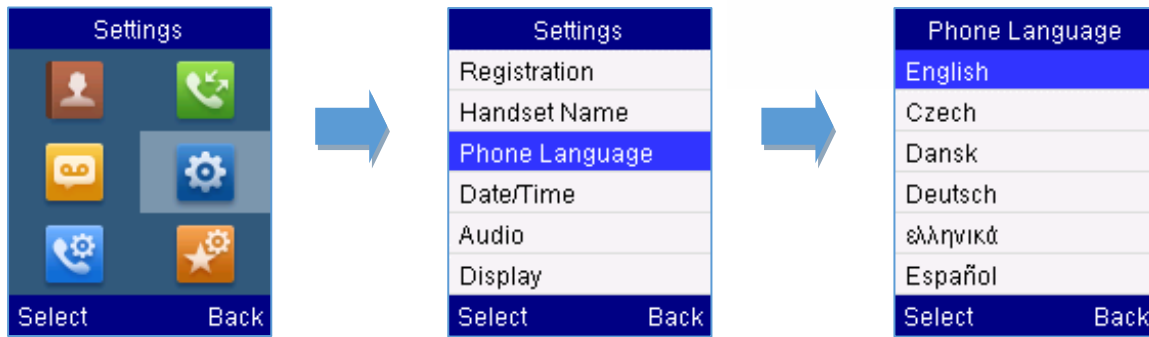 Settings
Select Back
Settings
Registration
Handset Name
Phone Language
Date/Time
Audio
Display
Select Back
Phone Language
English
Czech
Dansk
Deutsch
ελληνικά
Español
Select Back